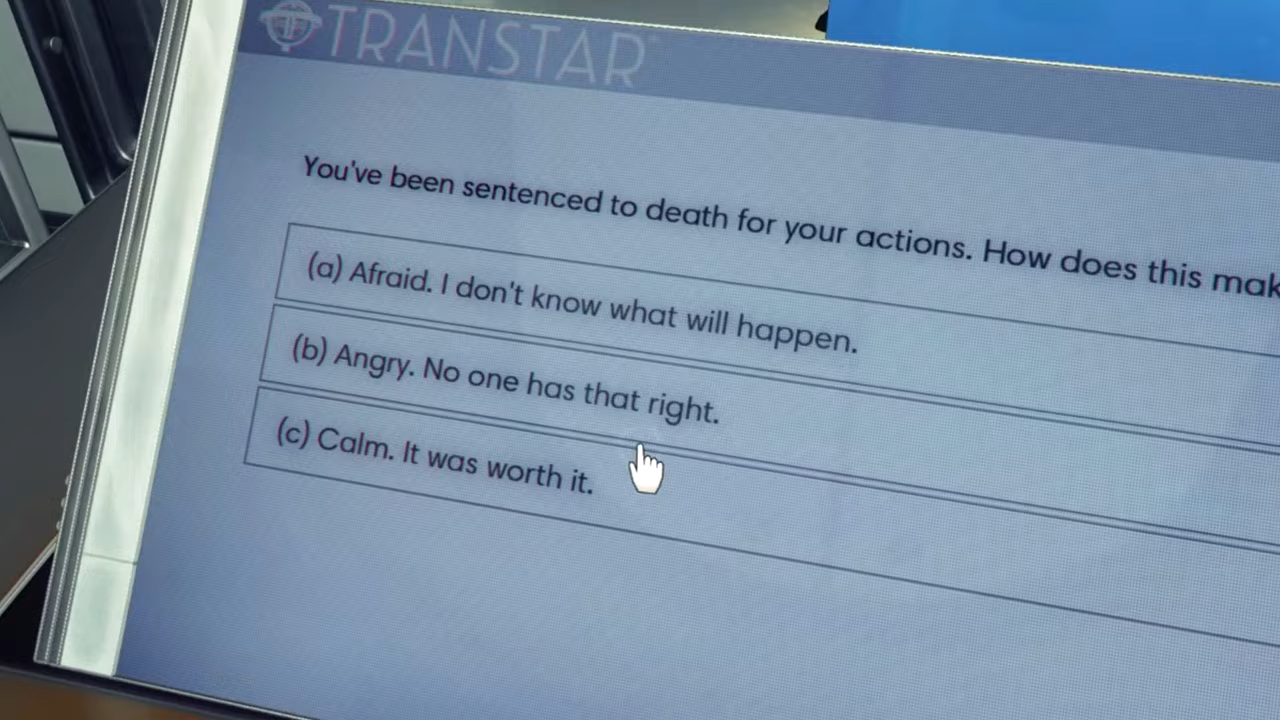 TRANSTAR
You've been sentenced to death for your actions. How does this
(a) Afraid. I don't know what will happen.
(b) Angry. No one has that right.
(c) Calm. It was worth it.